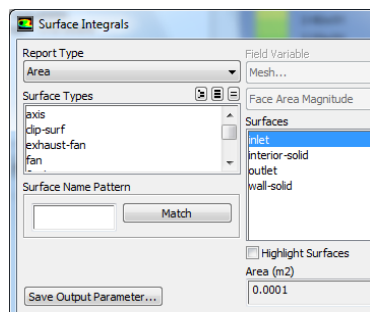 Surface Integrals
Report Type
Area
Surface Types
axis
clip-surf
exhaust-fan
fan
Surface Name Pattern
Match
Save Output Parameter...
Field Variable
Mesh...
Face Area Magnitude
Surfaces
inlet
interior-solid
outlet
wall-solid
Highlight Surfaces
Area (m2)
0.0001